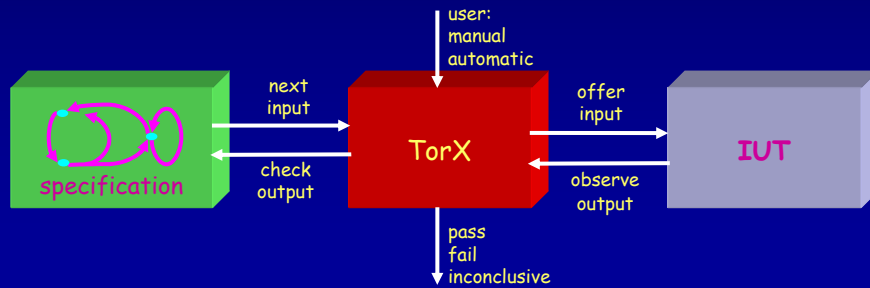 user:
manual
automatic
next
input
offer
input
TorX
IUT
specification
check
output
observe
output
pass
fail
inconclusive